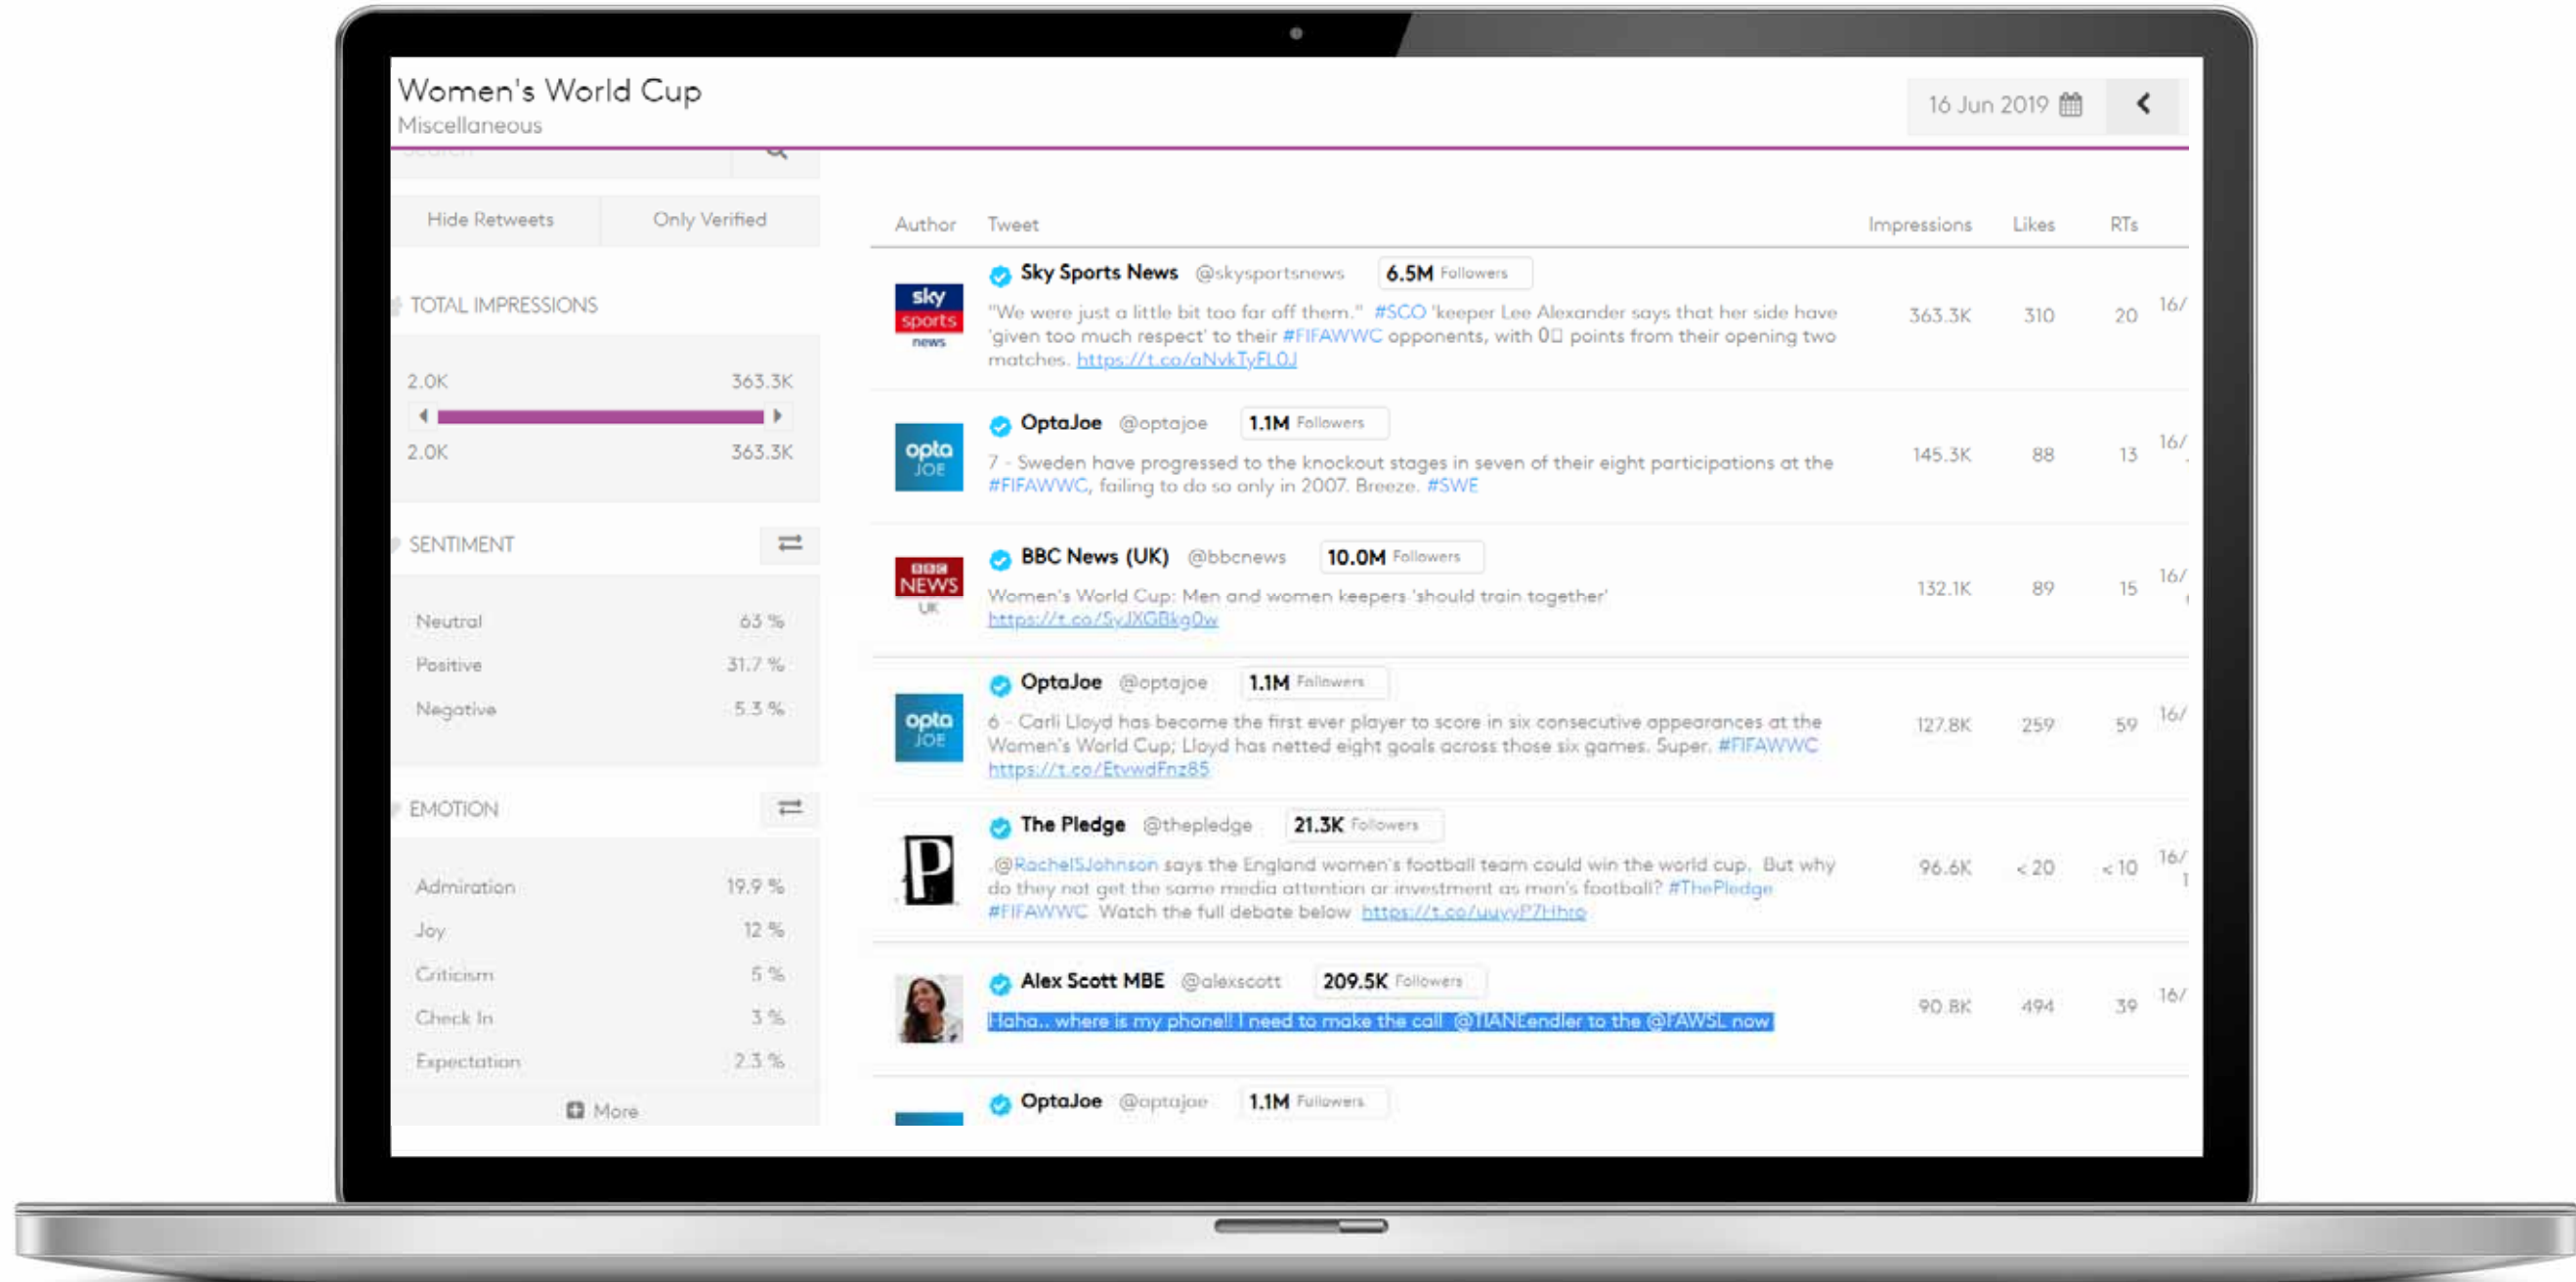 Women's World Cup
Miscellaneous
16 Jun 2019
Search
Hide Retweets
Only Verified
TOTAL IMPRESSIONS
2.0K
363.3K
2.0K
363.3K
SENTIMENT
Neutral
63 %
Positive
31.7 %
Negative
5.3 %
EMOTION
Admiration
19.9 %
Joy
12 %
Criticism
5 %
Check In
3 %
Expectation
2.3 %
More
Author Tweet Impressions Likes RTs
sky
sports
news
Sky Sports News @skysportsnews 6.5M Followers
"We were just a little bit too far off them." #SCO 'keeper Lee Alexander says that her side have
'given too much respect' to their #FIFAWWC opponents, with 0 points from their opening two
matches. https://t.co/aNvkTyFL0J
363.3K 310 20 16/
opta
JOE
OptaJoe @optajoe 1.1M Followers
7 - Sweden have progressed to the knockout stages in seven of their eight participations at the
#FIFAWWC, failing to do so only in 2007. Breeze. #SWE
145.3K 88 13 16/
BBC
NEWS
UK
BBC News (UK) @bbcnews 10.0M Followers
Women's World Cup: Men and women keepers 'should train together'
https://t.co/SyJXGBkg0w
132.1K 89 15 16/
opta
JOE
OptaJoe @optajoe 1.1M Followers
6 - Carli Lloyd has become the first ever player to score in six consecutive appearances at the
Women's World Cup; Lloyd has netted eight goals across those six games. Super. #FIFAWWC
https://t.co/EtvwdFnz85
127.8K 259 59 16/
P
The Pledge @thepledge 21.3K Followers
.@RachelSJohnson says the England women's football team could win the world cup. But why
do they not get the same media attention or investment as men's football? #ThePledge
#FIFAWWC Watch the full debate below
96.6K < 20 < 10 16/
Alex Scott MBE @alexscott 209.5K Followers
Haha.. where is my phone!! I need to make the call @TIANEendler to the @FAWSL now
90.8K 494 39 16/
OptaJoe @optajoe 1.1M Followers